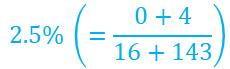 2.5% (= 0 + 4 / 16 + 143)